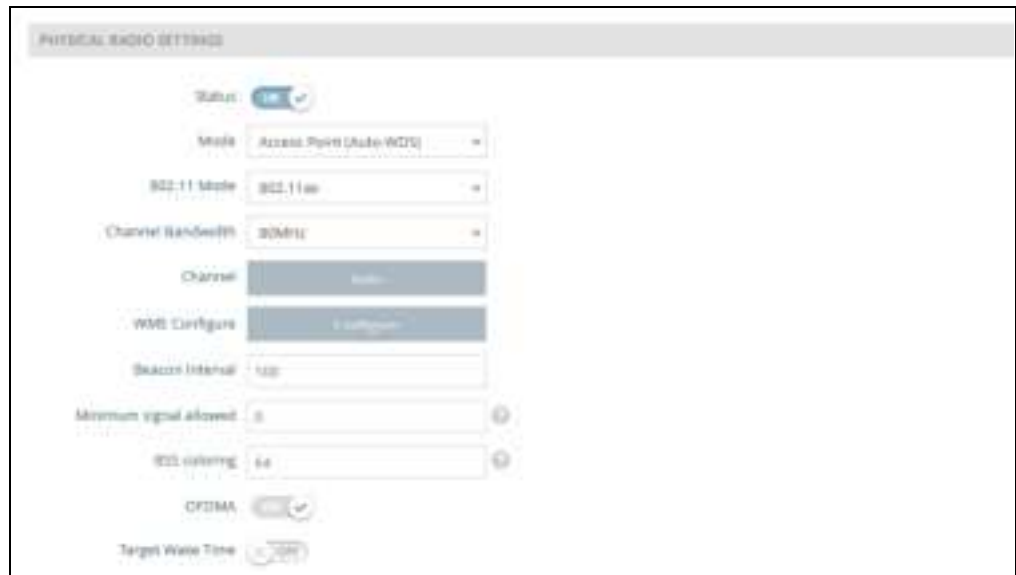 PHYSICAL RADIO SETTINGS
Status ON
Mode Access Point (Auto-WDS)
802.11 Mode 802.11ax
Channel Bandwidth 80MHz
Channel
WME Configure
Beacon Interval 100
Minimum signal allowed 0
BSS coloring 64
OFDMA ON
Target Wake Time OFF